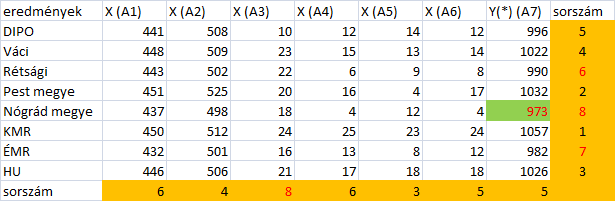 eredmények X (A1) X (A2) X (A3) X (A4) X (A5) X (A6) Y(*) (A7) sorszám
DIPO 441 508 10 12 14 12 996 5
Váci 448 509 23 15 13 14 1022 4
Rétsági 443 502 22 6 9 8 990 6
Pest megye 451 525 20 16 4 17 1032 2
Nógrád megye 437 498 18 4 12 4 973 8
KMR 450 512 24 25 23 24 1057 1
ÉMR 432 501 16 13 8 12 982 7
HU 446 506 21 17 18 18 1026 3
sorszám 6 4 8 6 3 5 5